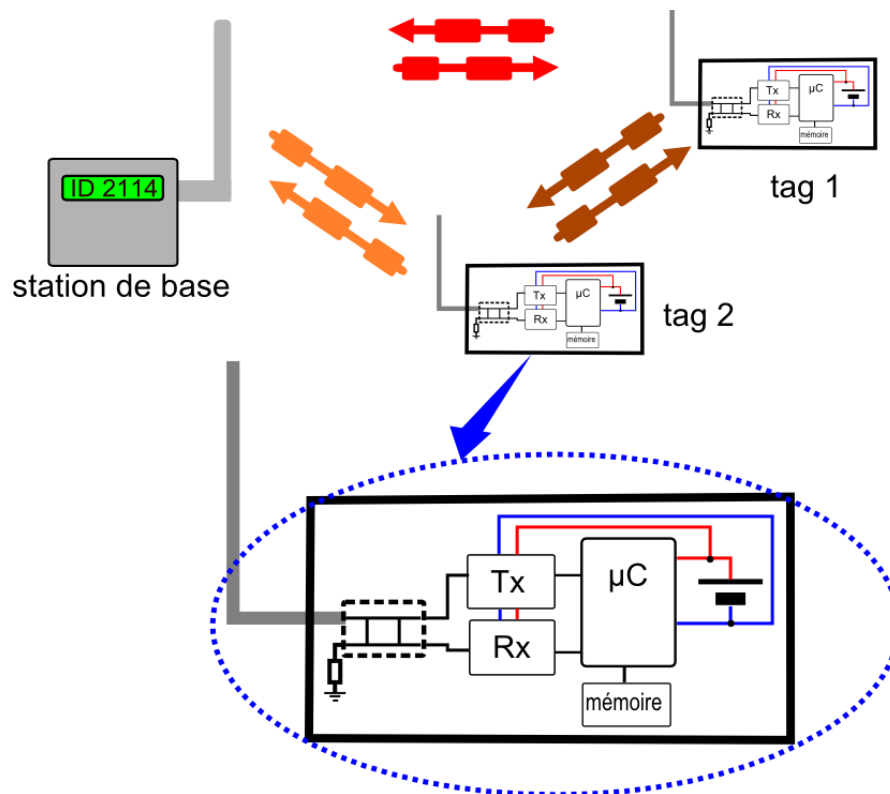 ID 2114
station de base
Tx
Rx
µC
mémoire
tag 1
Tx
Rx
µC
mémoire
tag 2
Tx
Rx
µC
mémoire